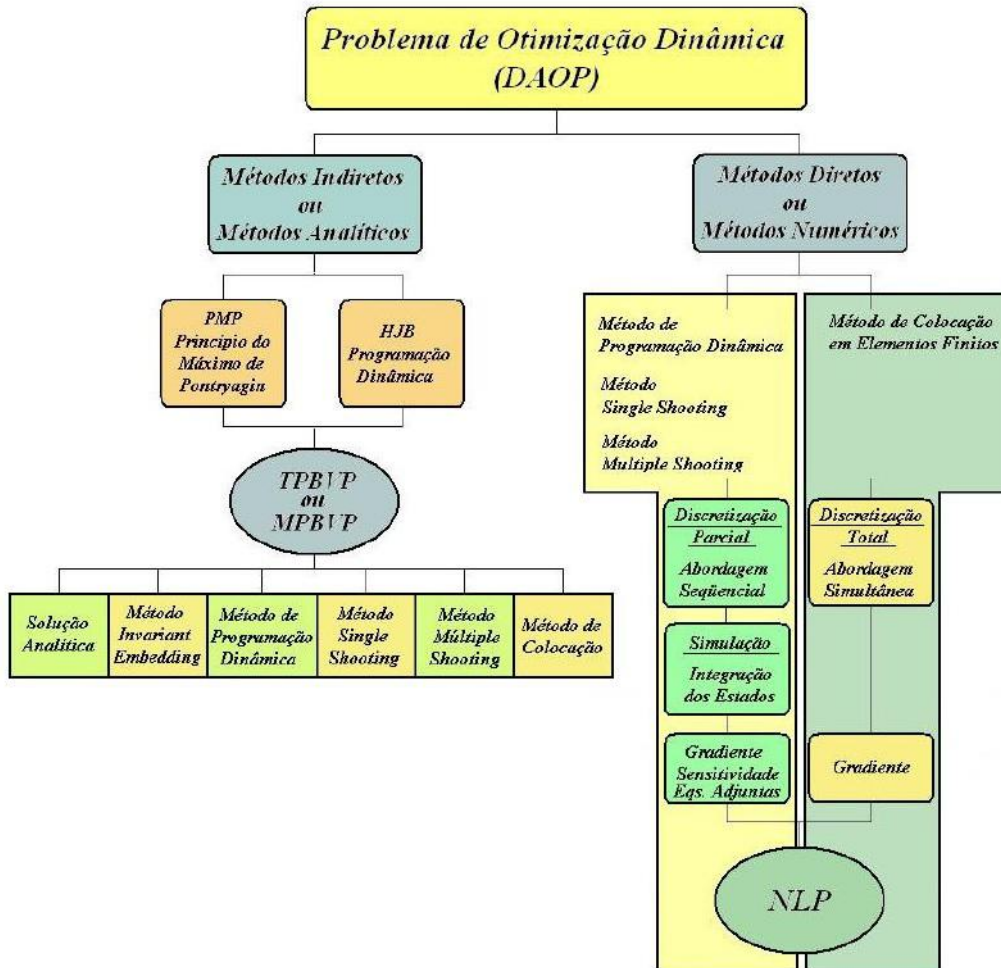 Problema de Otimização Dinâmica
(DAOP)
Métodos Indiretos
ou
Métodos Analíticos
Métodos Diretos
ou
Métodos Numéricos
PMP
Princípio do
Máximo de
Pontryagin
HJB
Programação
Dinâmica
Método de
Programação Dinâmica
Método
Single Shooting
Método
Multiple Shooting
Método de Colocação
em Elementos Finitos
TPBVP
ou
MPBVP
Discretização
Parcial
Abordagem
Seqüencial
Discretização
Total
Abordagem
Simultânea
Solução
Analítica
Método
Invariant
Embedding
Método de
Programação
Dinâmica
Método
Single
Shooting
Método
Múltiple
Shooting
Método de
Colocação
Simulação
Integração
dos Estados
Gradiente
Sensitividade
Eqs. Adjuntas
Gradiente
NLP